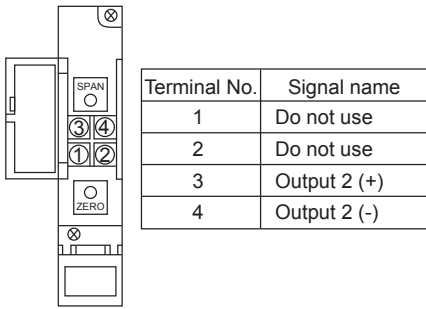 SPAN
③ ④
① ②
ZERO
Terminal No. Signal name
1 Do not use
2 Do not use
3 Output 2 (+)
4 Output 2 (-)